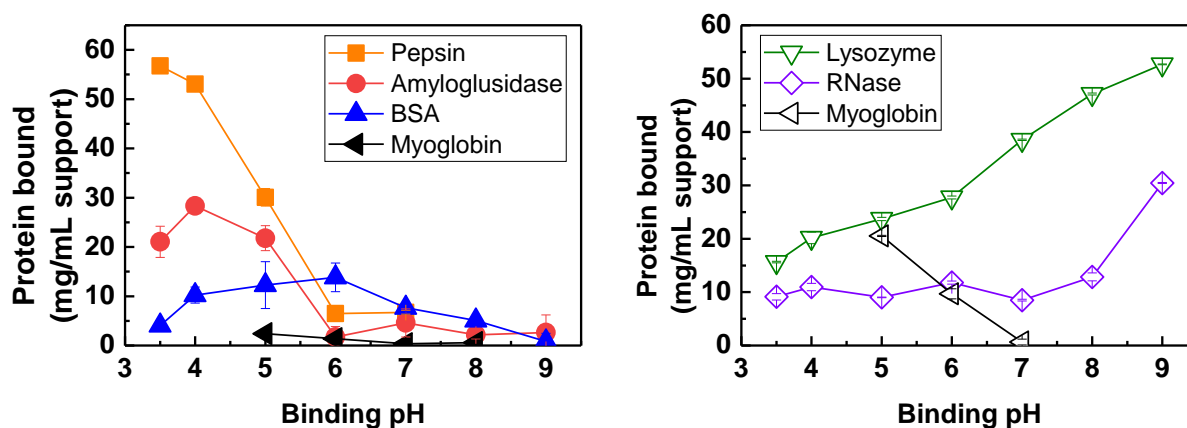 Protein bound
(mg/mL support)
60
50
40
30
20
10
0
3 4 5 6 7 8 9
Binding pH
Pepsin
Amyloglusidase
BSA
Myoglobin
Protein bound
(mg/mL support)
60
50
40
30
20
10
0
3 4 5 6 7 8 9
Binding pH
Lysozyme
RNase
Myoglobin